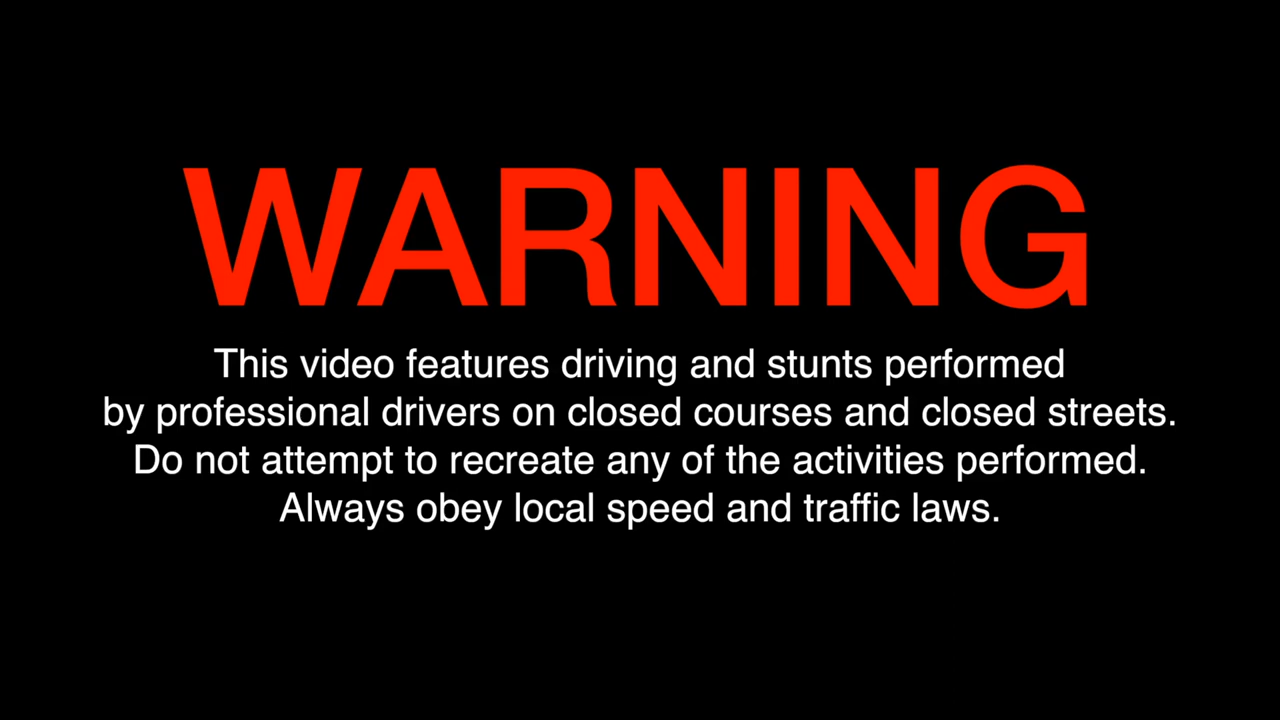 WARNING
This video features driving and stunts performed
by professional drivers on closed courses and closed streets.
Do not attempt to recreate any of the activities performed.
Always obey local speed and traffic laws.